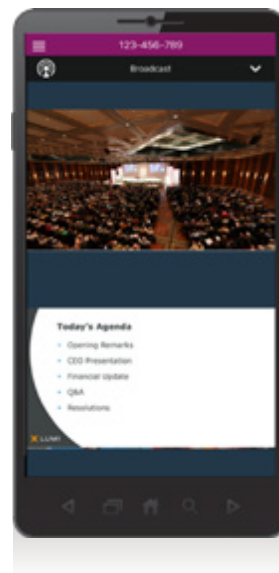 123-456-789
Broadcast
Today's Agenda
Opening Remarks
CEO Presentation
Financial Update
Q&A
Resolutions
LUMI